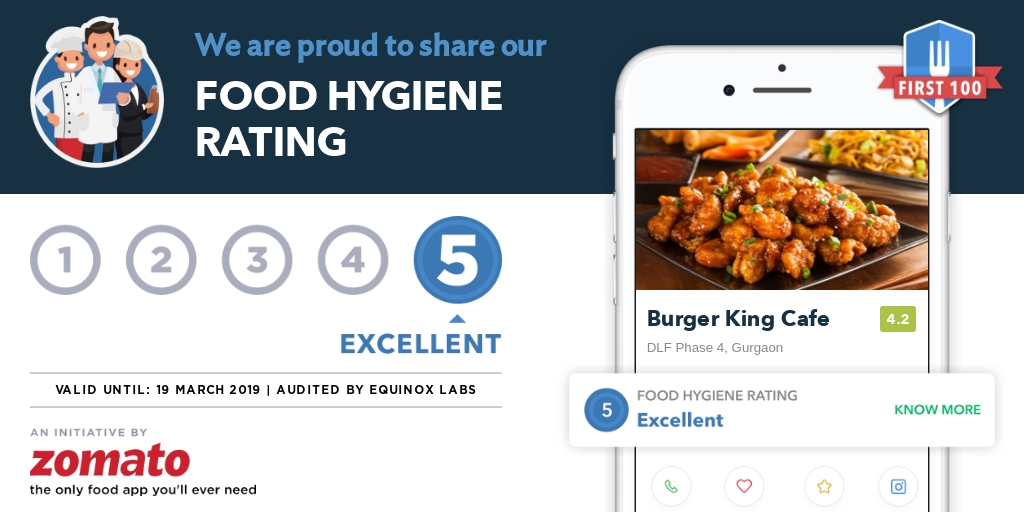 We are proud to share our
FOOD HYGIENE
RATING
1 2 3 4 5
EXCELLENT
VALID UNTIL: 19 MARCH 2019 | AUDITED BY EQUINOX LABS
AN INITIATIVE BY
zomato
the only food app you'll ever need
FIRST 100
Burger King Cafe 4.2
DLF Phase 4, Gurgaon
5
FOOD HYGIENE RATING
Excellent
KNOW MORE